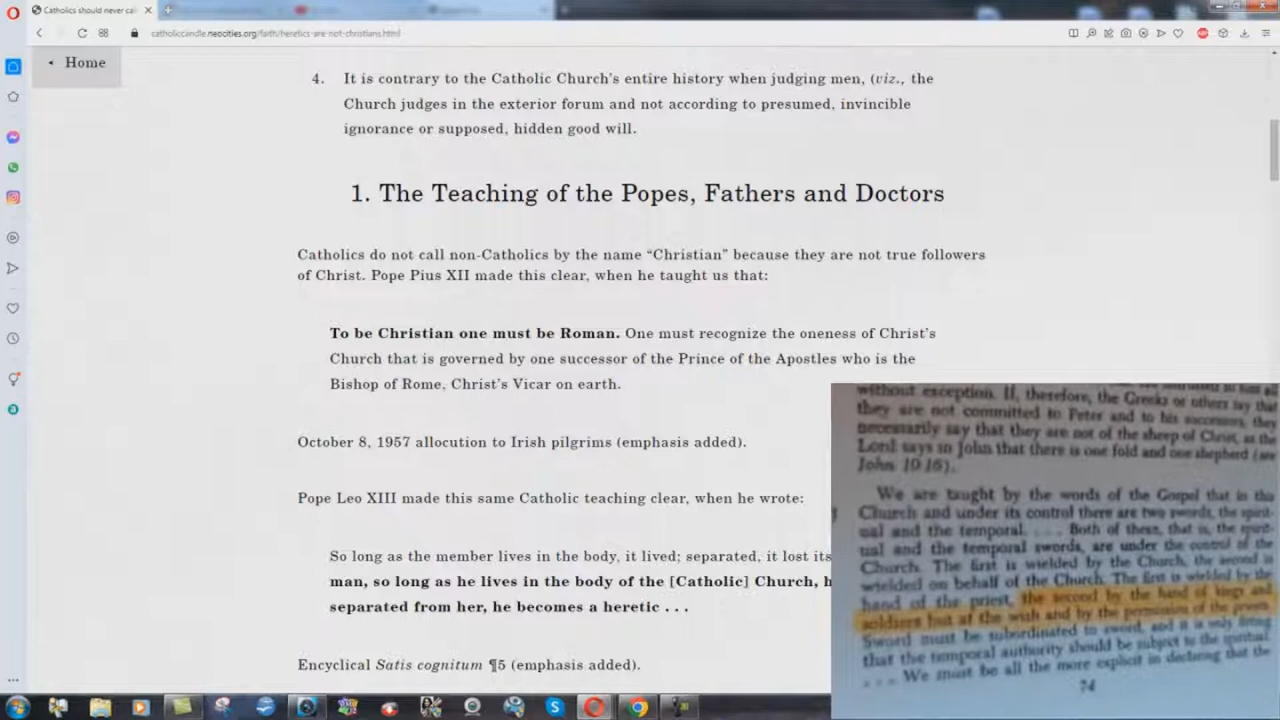 Catholics should never cal
catholiccandle.neocities.org/faith/heretics-are-not-christians.html
Home
4. It is contrary to the Catholic Church's entire history when judging men, (viz., the
Church judges in the exterior forum and not according to presumed, invincible
ignorance or supposed, hidden good will.
1. The Teaching of the Popes, Fathers and Doctors
Catholics do not call non-Catholics by the name “Christian” because they are not true followers
of Christ. Pope Pius XII made this clear, when he taught us that:
To be Christian one must be Roman. One must recognize the oneness of Christ's
Church that is governed by one successor of the Prince of the Apostles who is the
Bishop of Rome, Christ's Vicar on earth.
October 8, 1957 allocution to Irish pilgrims (emphasis added).
Pope Leo XIII made this same Catholic teaching clear, when he wrote:
So long as the member lives in the body, it lived; separated, it lost its
man, so long as he lives in the body of the [Catholic] Church, h
separated from her, he becomes a heretic . . .
Encyclical Satis cognitum ¶5 (emphasis added).
without exception. If, therefore, the Greeks or others say that
they are not committed to Peter and to his successors, they
necessarily say that they are not of the sheep of Christ, as the
Lord says in John that there is one fold and one shepherd (see
John 10:16).
We are taught by the words of the Gospel that in this
Church and under its control there are two swords, the spirit-
ual and the temporal. . . . Both of these, that is, the spirit-
ual and the temporal swords, are under the control of the
Church. The first is wielded by the Church; the second is
wielded on behalf of the Church. The first is wielded by the
hand of the priest, the second by the hand of kings and
soldiers but at the wish and by the permission of the priests.
Sword must be subordinated to sword, and it is only fitting
that the temporal authority should be subject to the spiritual.
. . . . We must be all the more explicit in declaring that the
74